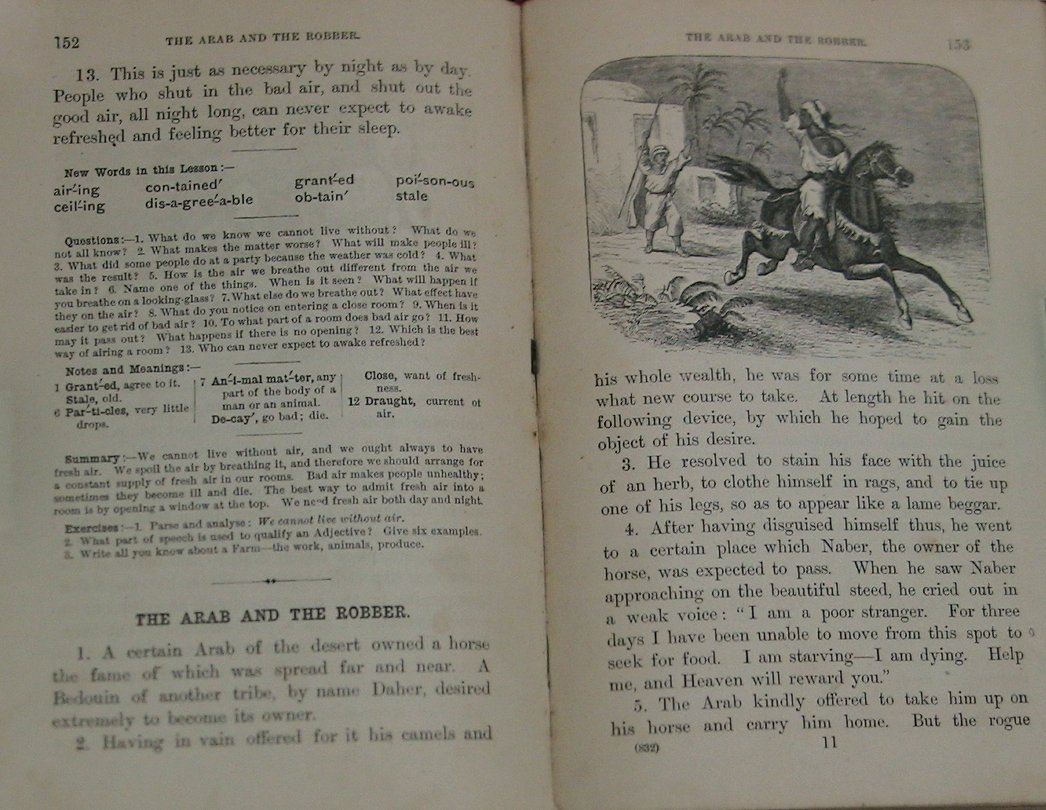 152
THE ARAB AND THE ROBBER.
13. This is just as necessary by night as by day.
People who shut in the bad air, and shut out the
good air, all night long, can never expect to awake
refreshed and feeling better for their sleep.
New Words in this Lesson:—
air´-ing con-tained´ grant´-ed poi´-son-ous
ceil´-ing dis-a-gree´-a-ble ob-tain´ stale
Questions:—1. What do we know we cannot live without? What do we
not all know? 2. What makes the matter worse? What will make people ill?
3. What did some people do at a party because the weather was cold? 4. What
was the result? 5. How is the air we breathe out different from the air we
take in? 6. Name one of the things. When is it seen? What will happen if
you breathe on a looking-glass? 7. What else do we breathe out? What effect have
they on the air? 8. What do you notice on entering a close room? 9. When is it
easier to get rid of bad air? 10. To what part of a room does bad air go? 11. How
may it pass out? What happens if there is no opening? 12. Which is the best
way of airing a room? 13. Who can never expect to awake refreshed?
Notes and Meanings:—
1 Grant´-ed, agree to it.
Stale, old.
6 Par´-ti-cles, very little
drops.
7 An´-i-mal mat´-ter, any
part of the body of a
man or an animal.
De-cay´, go bad; die.
Close, want of fresh-
ness.
12 Draught, current of
air.
Summary:—We cannot live without air, and we ought always to have
fresh air. We spoil the air by breathing it, and therefore we should arrange for
a constant supply of fresh air in our rooms. Bad air makes people unhealthy;
sometimes they become ill and die. The best way to admit fresh air into a
room is by opening a window at the top. We need fresh air both day and night.
Exercises:—1. Parse and analyse: We cannot live without air.
2. What part of speech is used to qualify an Adjective? Give six examples.
3. Write all you know about a Farm—the work, animals, produce.
THE ARAB AND THE ROBBER.
1. A certain Arab of the desert owned a horse
the fame of which was spread far and near. A
Bedouin of another tribe, by name Daher, desired
extremely to become its owner.
2. Having in vain offered for it his camels and
THE ARAB AND THE ROBBER.
153
his whole wealth, he was for some time at a loss
what new course to take. At length he hit on the
following device, by which he hoped to gain the
object of his desire.
3. He resolved to stain his face with the juice
of an herb, to clothe himself in rags, and to tie up
one of his legs, so as to appear like a lame beggar.
4. After having disguised himself thus, he went
to a certain place which Naber, the owner of the
horse, was expected to pass. When he saw Naber
approaching on the beautiful steed, he cried out in
a weak voice: "I am a poor stranger. For three
days I have been unable to move from this spot to
seek for food. I am starving—I am dying. Help
me, and Heaven will reward you."
5. The Arab kindly offered to take him up on
his horse and carry him home. But the rogue
(832)
11